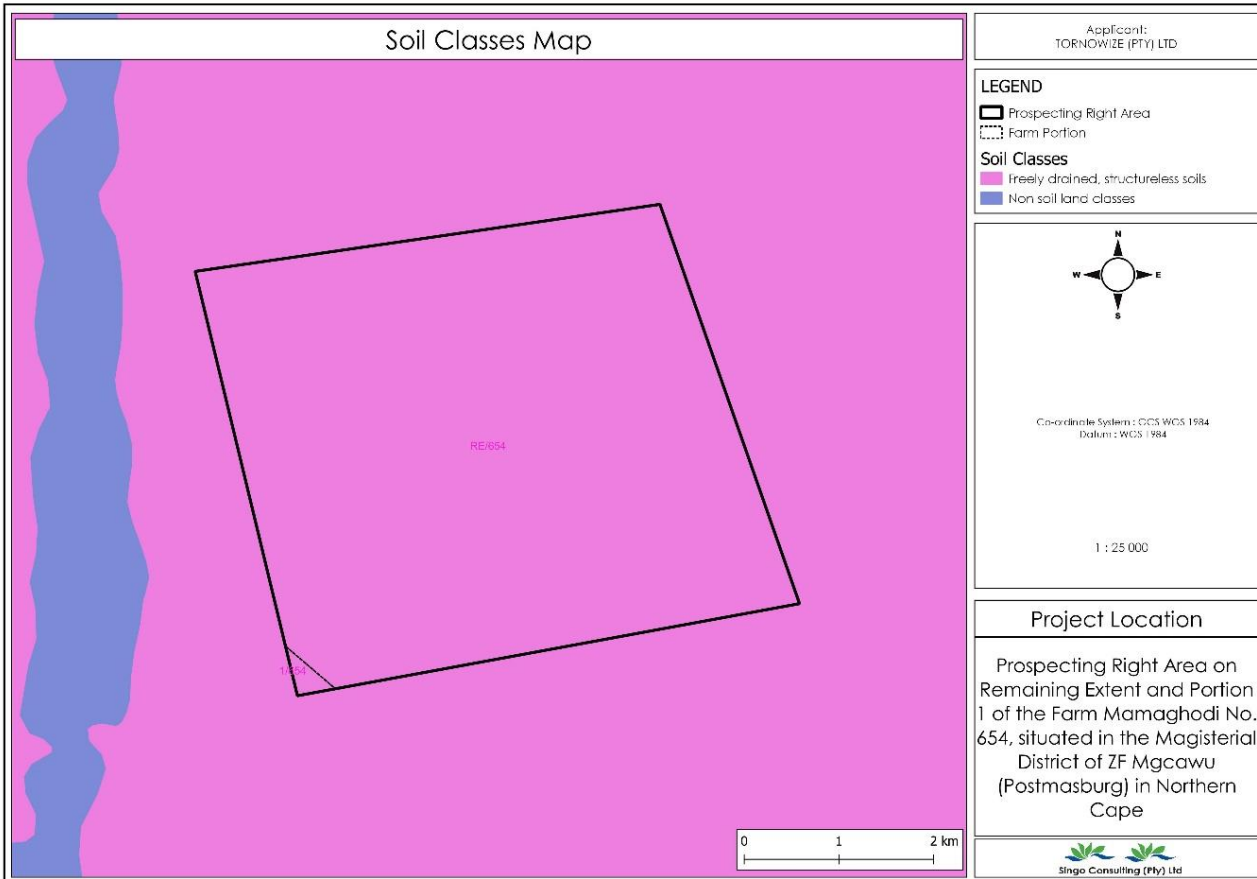 Soil Classes Map
RE/654
1/654
0 1 2 km
Applicant:
TORNOWIZE (PTY) LTD
LEGEND
Prospecting Right Area
Farm Portion
Soil Classes
Freely drained, structureless soils
Non soil land classes
N
W E
S
Co-ordinate System : GCS WGS 1984
Datum : WGS 1984
1 : 25 000
Project Location
Prospecting Right Area on
Remaining Extent and Portion
1 of the Farm Mamaghodi No.
654, situated in the Magisterial
District of ZF Mgcawu
(Postmasburg) in Northern
Cape
Singo Consulting (Pty) Ltd